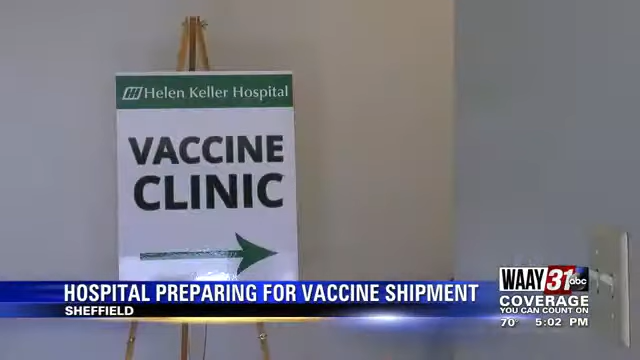 Helen Keller Hospital
VACCINE
CLINIC
HOSPITAL PREPARING FOR VACCINE SHIPMENT
SHEFFIELD
WAAY 31 abc
COVERAGE
YOU CAN COUNT ON
70° 5:02 PM